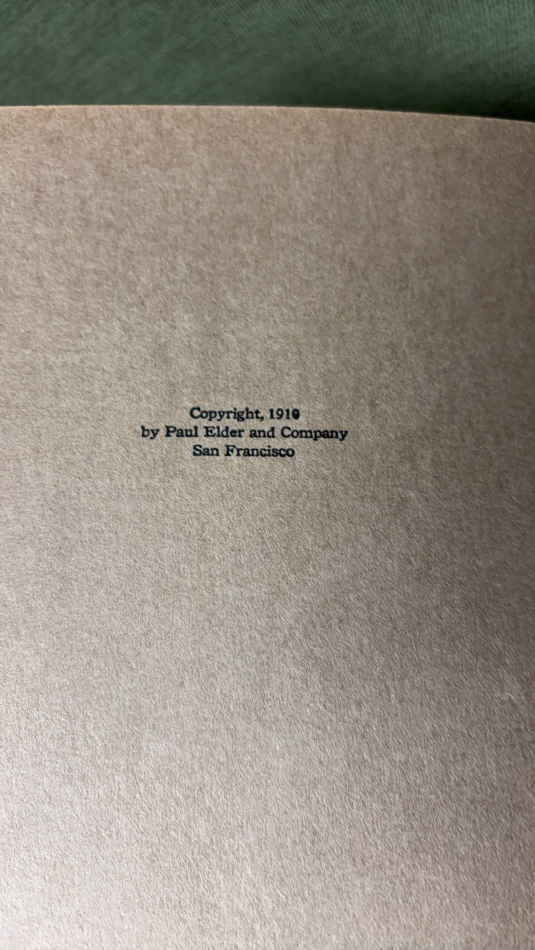 Copyright, 1910
by Paul Elder and Company
San Francisco